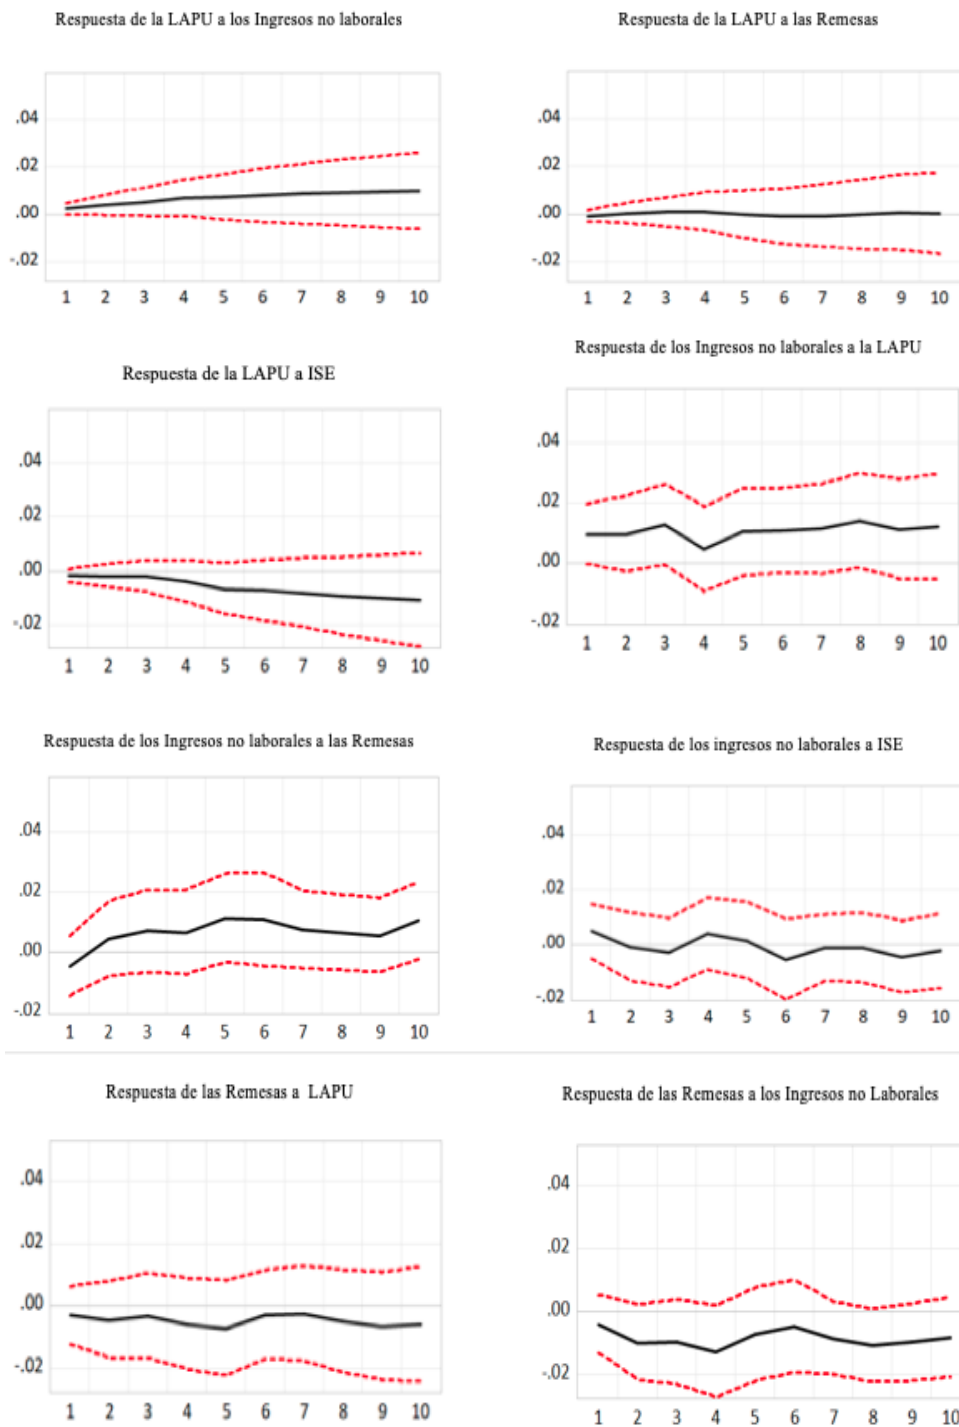 Respuesta de la LAPU a los Ingresos no laborales
.04
.02
.00
-.02
1 2 3 4 5 6 7 8 9 10
Respuesta de la LAPU a las Remesas
.04
.02
.00
-.02
1 2 3 4 5 6 7 8 9 10
Respuesta de la LAPU a ISE
.04
.02
.00
-.02
1 2 3 4 5 6 7 8 9 10
Respuesta de los Ingresos no laborales a la LAPU
.04
.02
.00
-.02
1 2 3 4 5 6 7 8 9 10
Respuesta de los Ingresos no laborales a las Remesas
.04
.02
.00
-.02
1 2 3 4 5 6 7 8 9 10
Respuesta de los ingresos no laborales a ISE
.04
.02
.00
-.02
1 2 3 4 5 6 7 8 9 10
Respuesta de las Remesas a LAPU
.04
.02
.00
-.02
1 2 3 4 5 6 7 8 9 10
Respuesta de las Remesas a los Ingresos no Laborales
.04
.02
.00
-.02
1 2 3 4 5 6 7 8 9 10